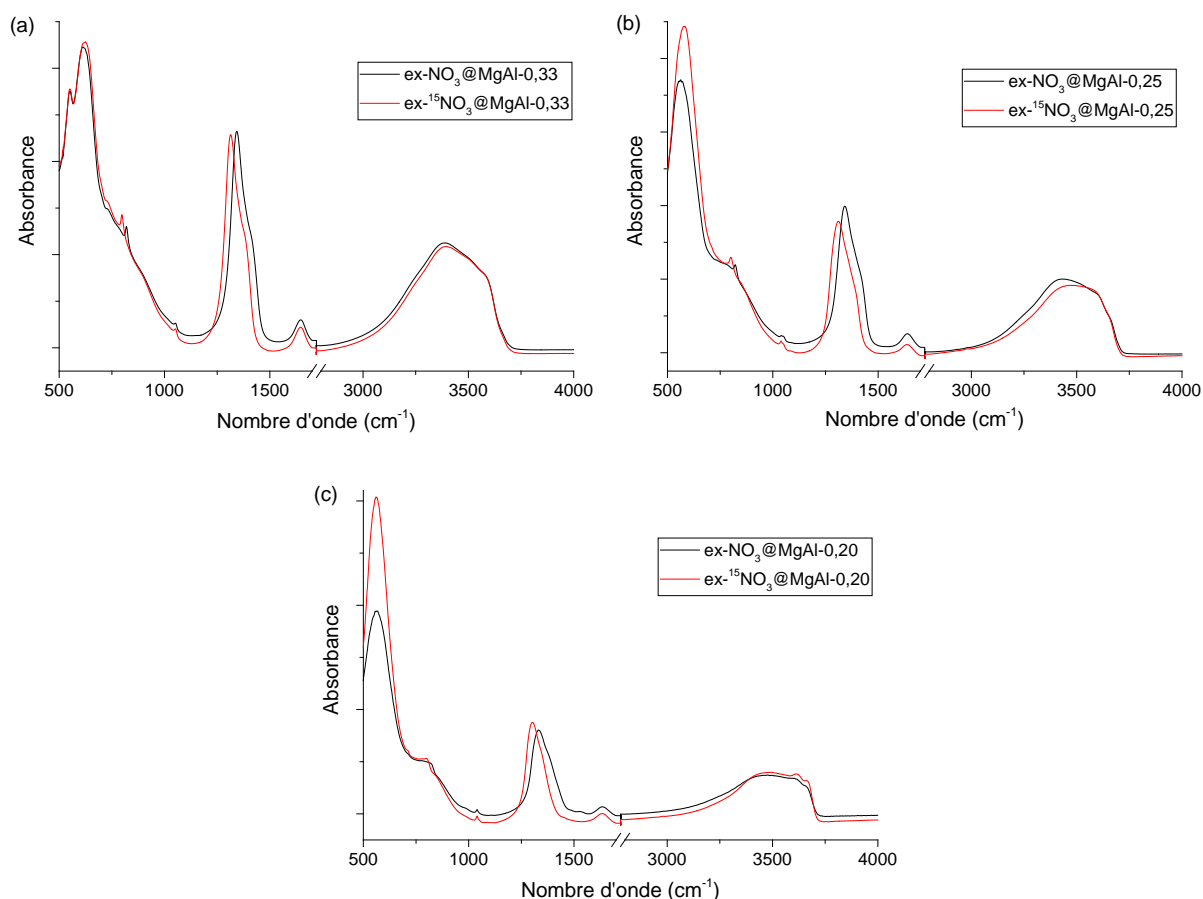 (a)
ex-NO3@MgAl-0,33
ex-15NO3@MgAl-0,33
Absorbance
500 1000 1500 3000 3500 4000
Nombre d'onde (cm-1)
(b)
ex-NO3@MgAl-0,25
ex-15NO3@MgAl-0,25
Absorbance
500 1000 1500 3000 3500 4000
Nombre d'onde (cm-1)
(c)
ex-NO3@MgAl-0,20
ex-15NO3@MgAl-0,20
Absorbance
500 1000 1500 3000 3500 4000
Nombre d'onde (cm-1)